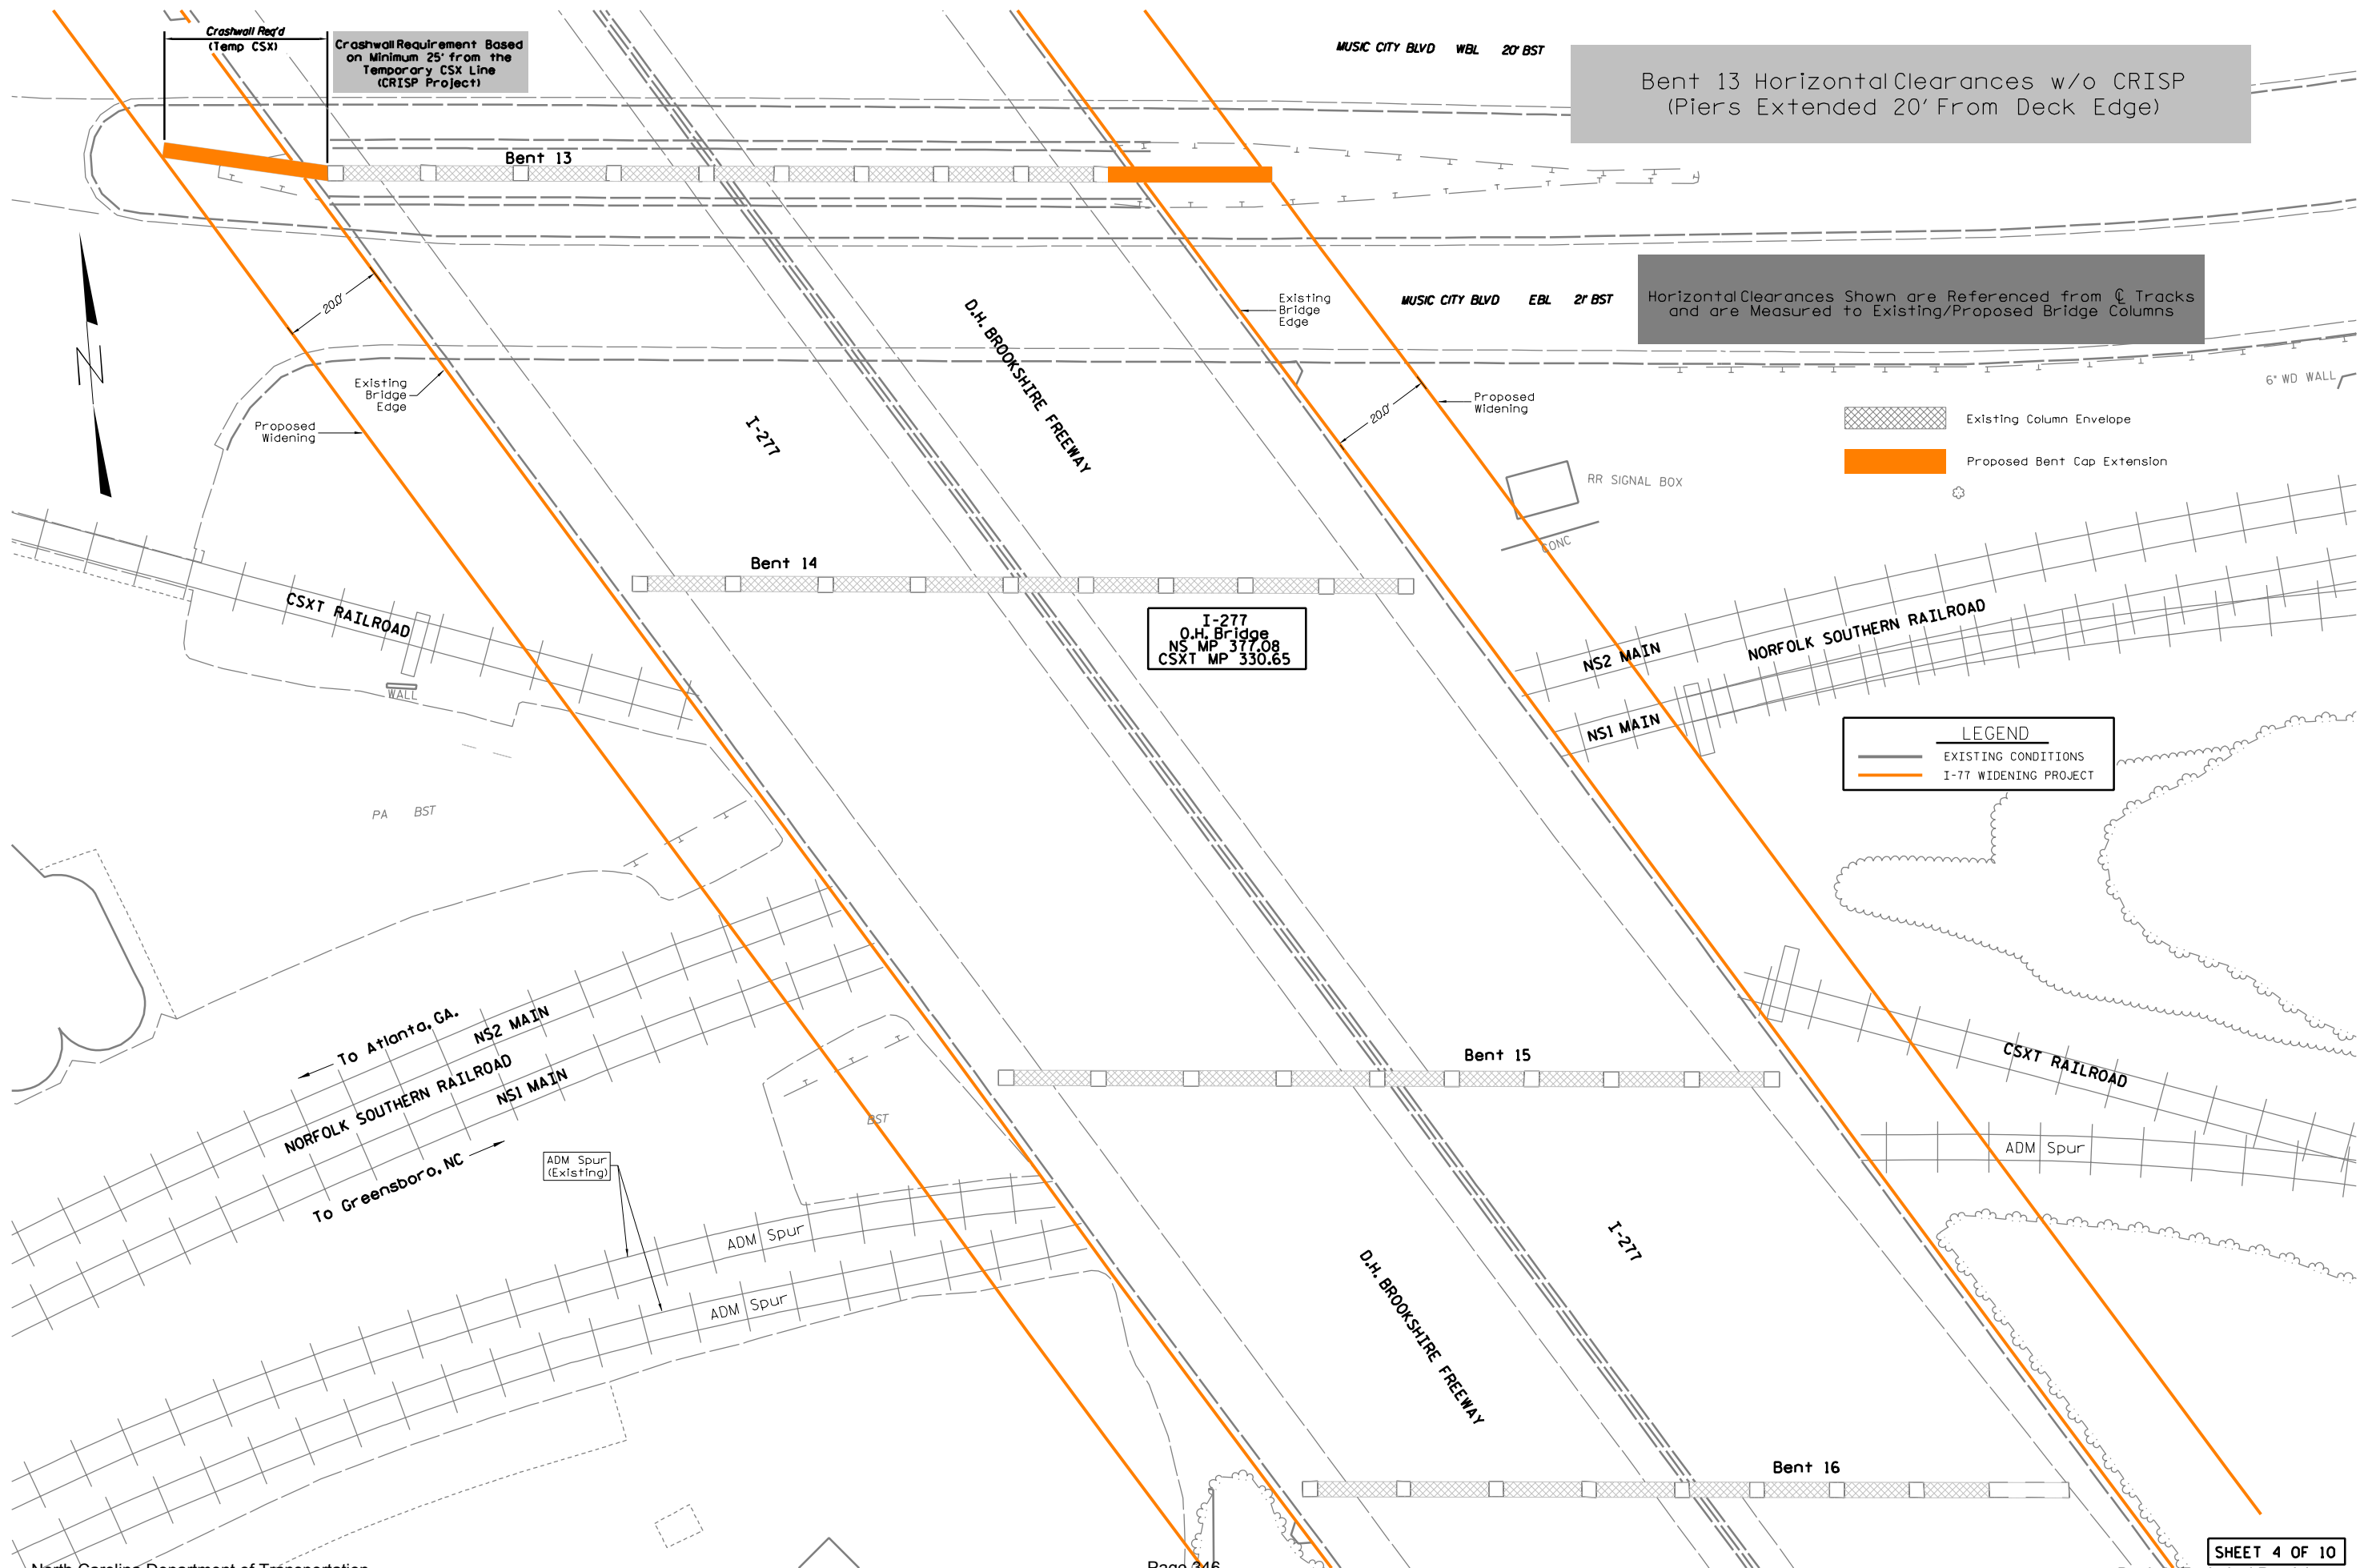 Crashwall Req'd
(Temp CSX)
Crashwall Requirement Based
on Minimum 25' from the
Temporary CSX Line
(CRISP Project)
MUSIC CITY BLVD WBL 20' BST
Bent 13 Horizontal Clearances w/o CRISP
(Piers Extended 20' From Deck Edge)
Bent 13
20.0'
Existing
Bridge
Edge
MUSIC CITY BLVD EBL 21' BST
Horizontal Clearances Shown are Referenced from ℄ Tracks
and are Measured to Existing/Proposed Bridge Columns
D.H. BROOKSHIRE FREEWAY
N
6" WD WALL
Existing
Bridge
Edge
Proposed
Widening
20.0'
Proposed
Widening
I-277
Existing Column Envelope
Proposed Bent Cap Extension
RR SIGNAL BOX
CONC
Bent 14
CSXT RAILROAD
I-277
O.H. Bridge
NS MP 377.08
CSXT MP 330.65
NS2 MAIN
NORFOLK SOUTHERN RAILROAD
NS1 MAIN
WALL
LEGEND
EXISTING CONDITIONS
I-77 WIDENING PROJECT
PA BST
To Atlanta, GA.
NS2 MAIN
NORFOLK SOUTHERN RAILROAD
NS1 MAIN
To Greensboro, NC
Bent 15
CSXT RAILROAD
BST
ADM Spur
(Existing)
ADM Spur
ADM Spur
ADM Spur
I-277
D.H. BROOKSHIRE FREEWAY
Bent 16
SHEET 4 OF 10
North Carolina Department of Transportation
Page 346